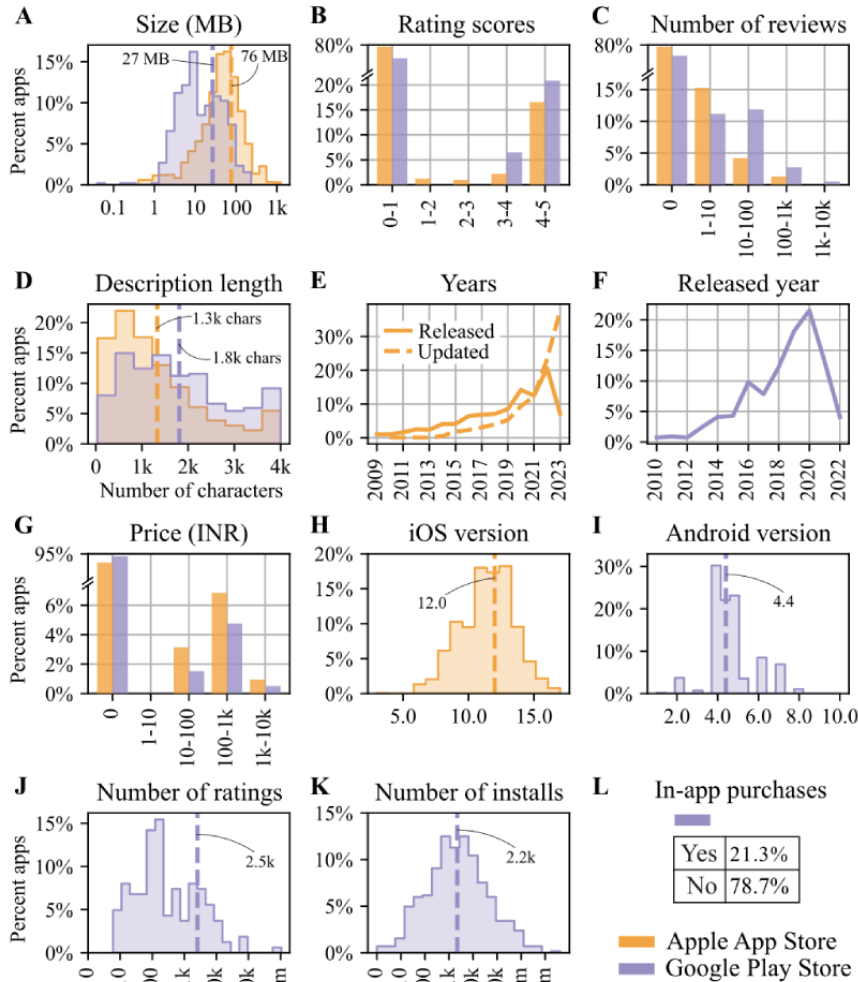 A Size (MB)
Percent apps
15%
10%
5%
0%
27 MB
76 MB
0.1 1 10 100 1k
B Rating scores
80%
20%
15%
10%
5%
0%
0-1 1-2 2-3 3-4 4-5
C Number of reviews
80%
15%
10%
5%
0%
0 1-10 10-100 100-1k 1k-10k
D Description length
Percent apps
20%
15%
10%
5%
0%
1.3k chars
1.8k chars
0 1k 2k 3k 4k
Number of characters
E Years
30%
20%
10%
0%
Released
Updated
2009 2011 2013 2015 2017 2019 2021 2023
F Released year
20%
15%
10%
5%
0%
2010 2012 2014 2016 2018 2020 2022
G Price (INR)
Percent apps
95%
6%
4%
2%
0%
0 1-10 10-100 100-1k 1k-10k
H iOS version
20%
15%
10%
5%
0%
12.0
5.0 10.0 15.0
I Android version
30%
20%
10%
0%
4.4
2.0 4.0 6.0 8.0 10.0
J Number of ratings
Percent apps
15%
10%
5%
0%
2.5k
K Number of installs
15%
10%
5%
0%
2.2k
L In-app purchases
Yes 21.3%
No 78.7%
Apple App Store
Google Play Store